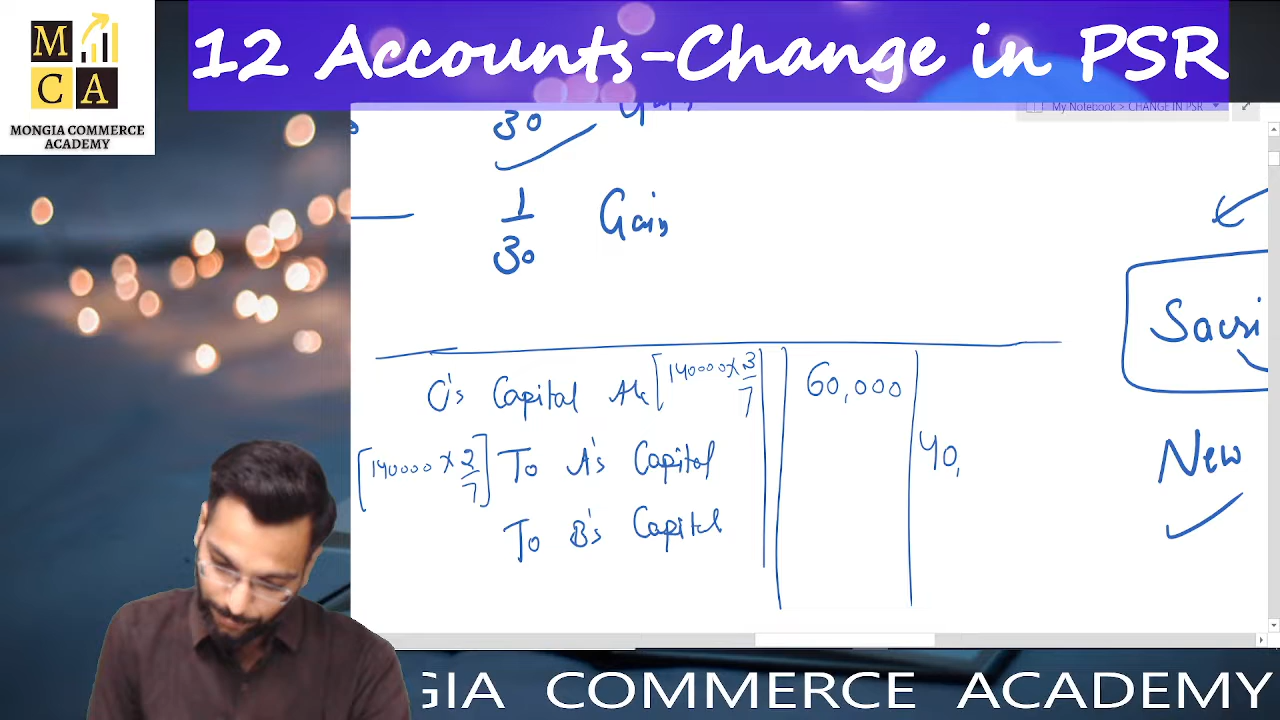 M
C A
MONGIA COMMERCE
ACADEMY
12 Accounts-Change in PSR
My Notebook > CHANGE IN PSR
30
1
30
Gain
C's Capital A/c [140000 × 3/7] 60,000
[140000 × 2/7] To A's Capital 40,
To B's Capital
Sacri
New
GIA COMMERCE ACADEMY